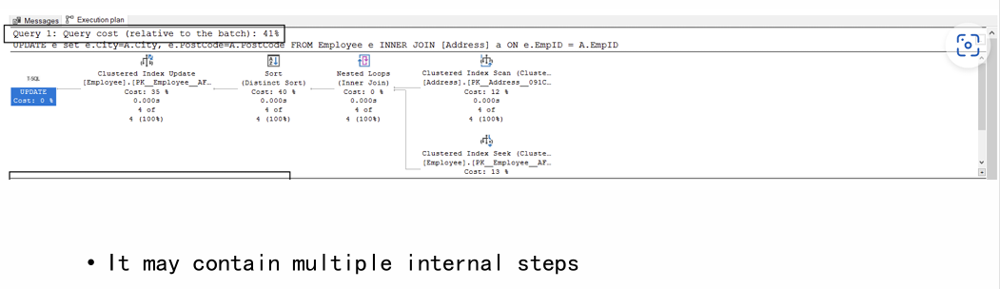 Messages Execution plan
Query 1: Query cost (relative to the batch): 41%
UPDATE e set e.City=A.City, e.PostCode=A.PostCode FROM Employee e INNER JOIN [Address] a ON e.EmpID = A.EmpID
T-SQL
UPDATE
Cost: 0 %
Clustered Index Update
[Employee].[PK__Employee__AF…
Cost: 35 %
0.000s
4 of
4 (100%)
Sort
(Distinct Sort)
Cost: 40 %
0.000s
4 of
4 (100%)
Nested Loops
(Inner Join)
Cost: 0 %
0.000s
4 of
4 (100%)
Clustered Index Scan (Cluste…
[Address].[PK__Address__091C…
Cost: 12 %
0.000s
4 of
4 (100%)
Clustered Index Seek (Cluste…
[Employee].[PK__Employee__AF…
Cost: 13 %
• It may contain multiple internal steps